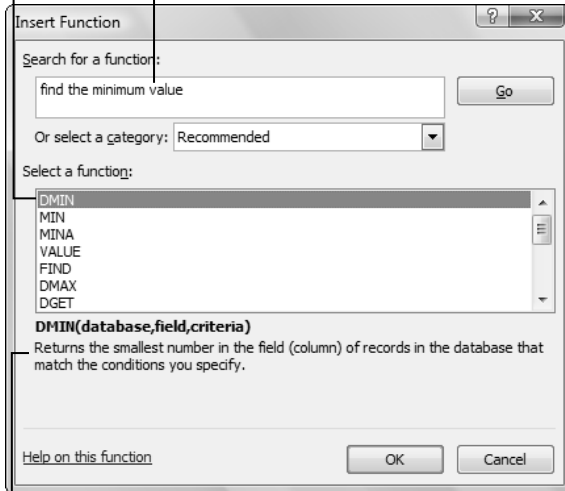 Insert Function
Search for a function:
find the minimum value
Go
Or select a category: Recommended
Select a function:
DMIN
MIN
MINA
VALUE
FIND
DMAX
DGET
DMIN(database,field,criteria)
Returns the smallest number in the field (column) of records in the database that
match the conditions you specify.
Help on this function
OK
Cancel